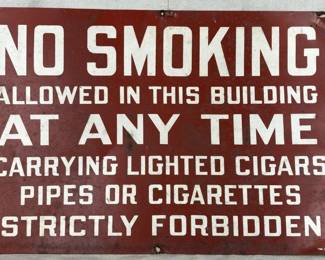 NO SMOKING
ALLOWED IN THIS BUILDING
AT ANY TIME
CARRYING LIGHTED CIGARS
PIPES OR CIGARETTES
STRICTLY FORBIDDEN